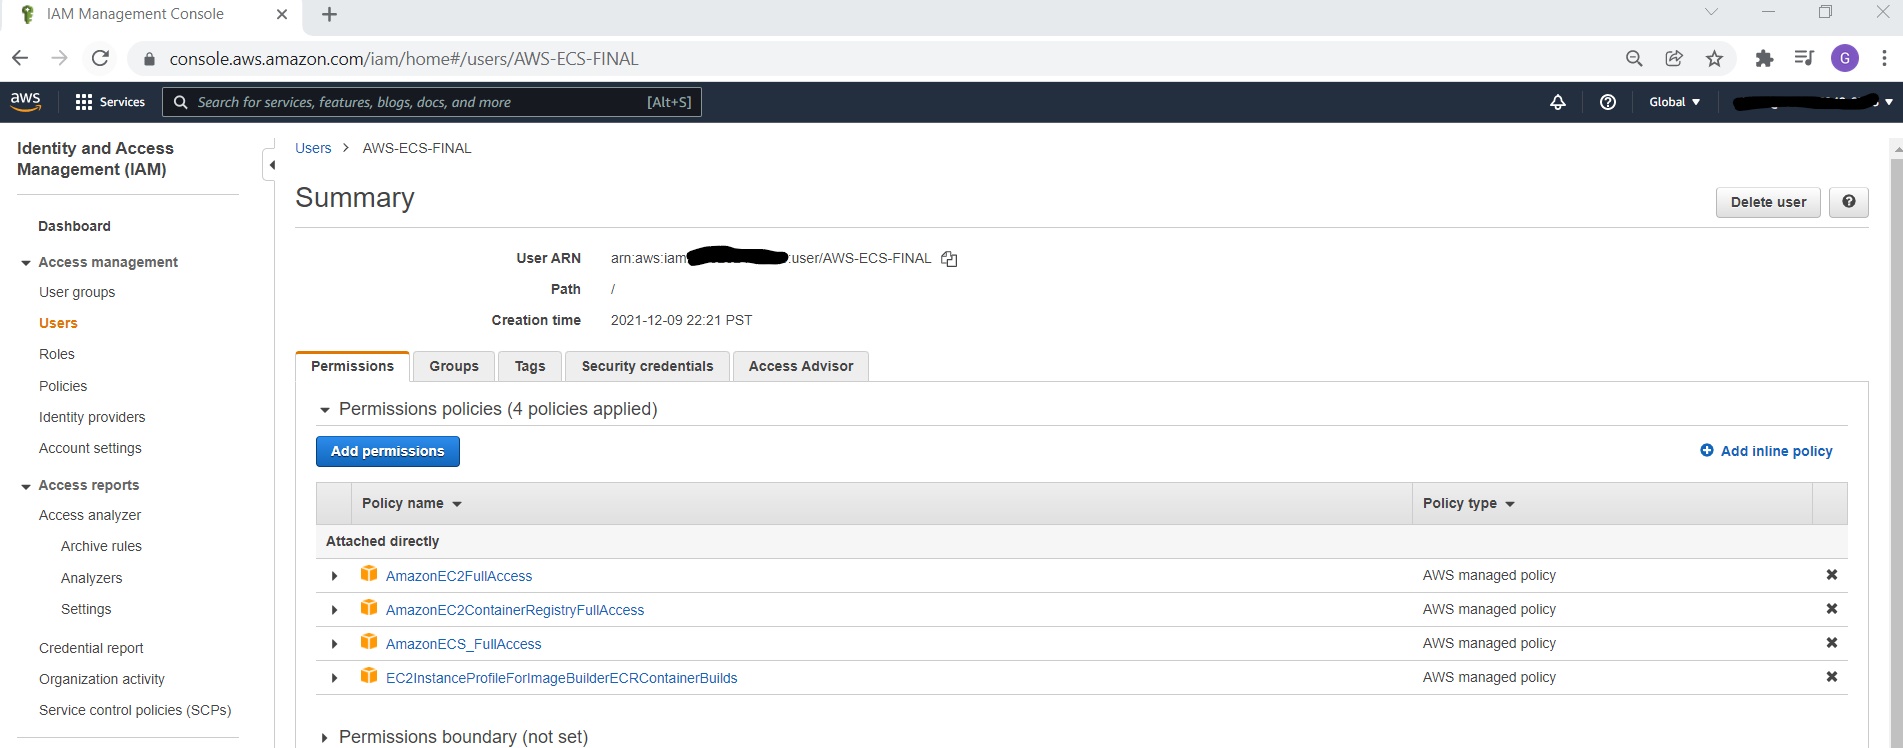 IAM Management Console
console.aws.amazon.com/iam/home#/users/AWS-ECS-FINAL
G
aws
Services
Search for services, features, blogs, docs, and more [Alt+S]
Global
Identity and Access
Management (IAM)
Dashboard
Access management
User groups
Users
Roles
Policies
Identity providers
Account settings
Access reports
Access analyzer
Archive rules
Analyzers
Settings
Credential report
Organization activity
Service control policies (SCPs)
Users > AWS-ECS-FINAL
Summary
Delete user
User ARN arn:aws:iam :user/AWS-ECS-FINAL
Path /
Creation time 2021-12-09 22:21 PST
Permissions Groups Tags Security credentials Access Advisor
Permissions policies (4 policies applied)
Add permissions
Add inline policy
Policy name Policy type
Attached directly
AmazonEC2FullAccess AWS managed policy
AmazonEC2ContainerRegistryFullAccess AWS managed policy
AmazonECS_FullAccess AWS managed policy
EC2InstanceProfileForImageBuilderECRContainerBuilds AWS managed policy
Permissions boundary (not set)